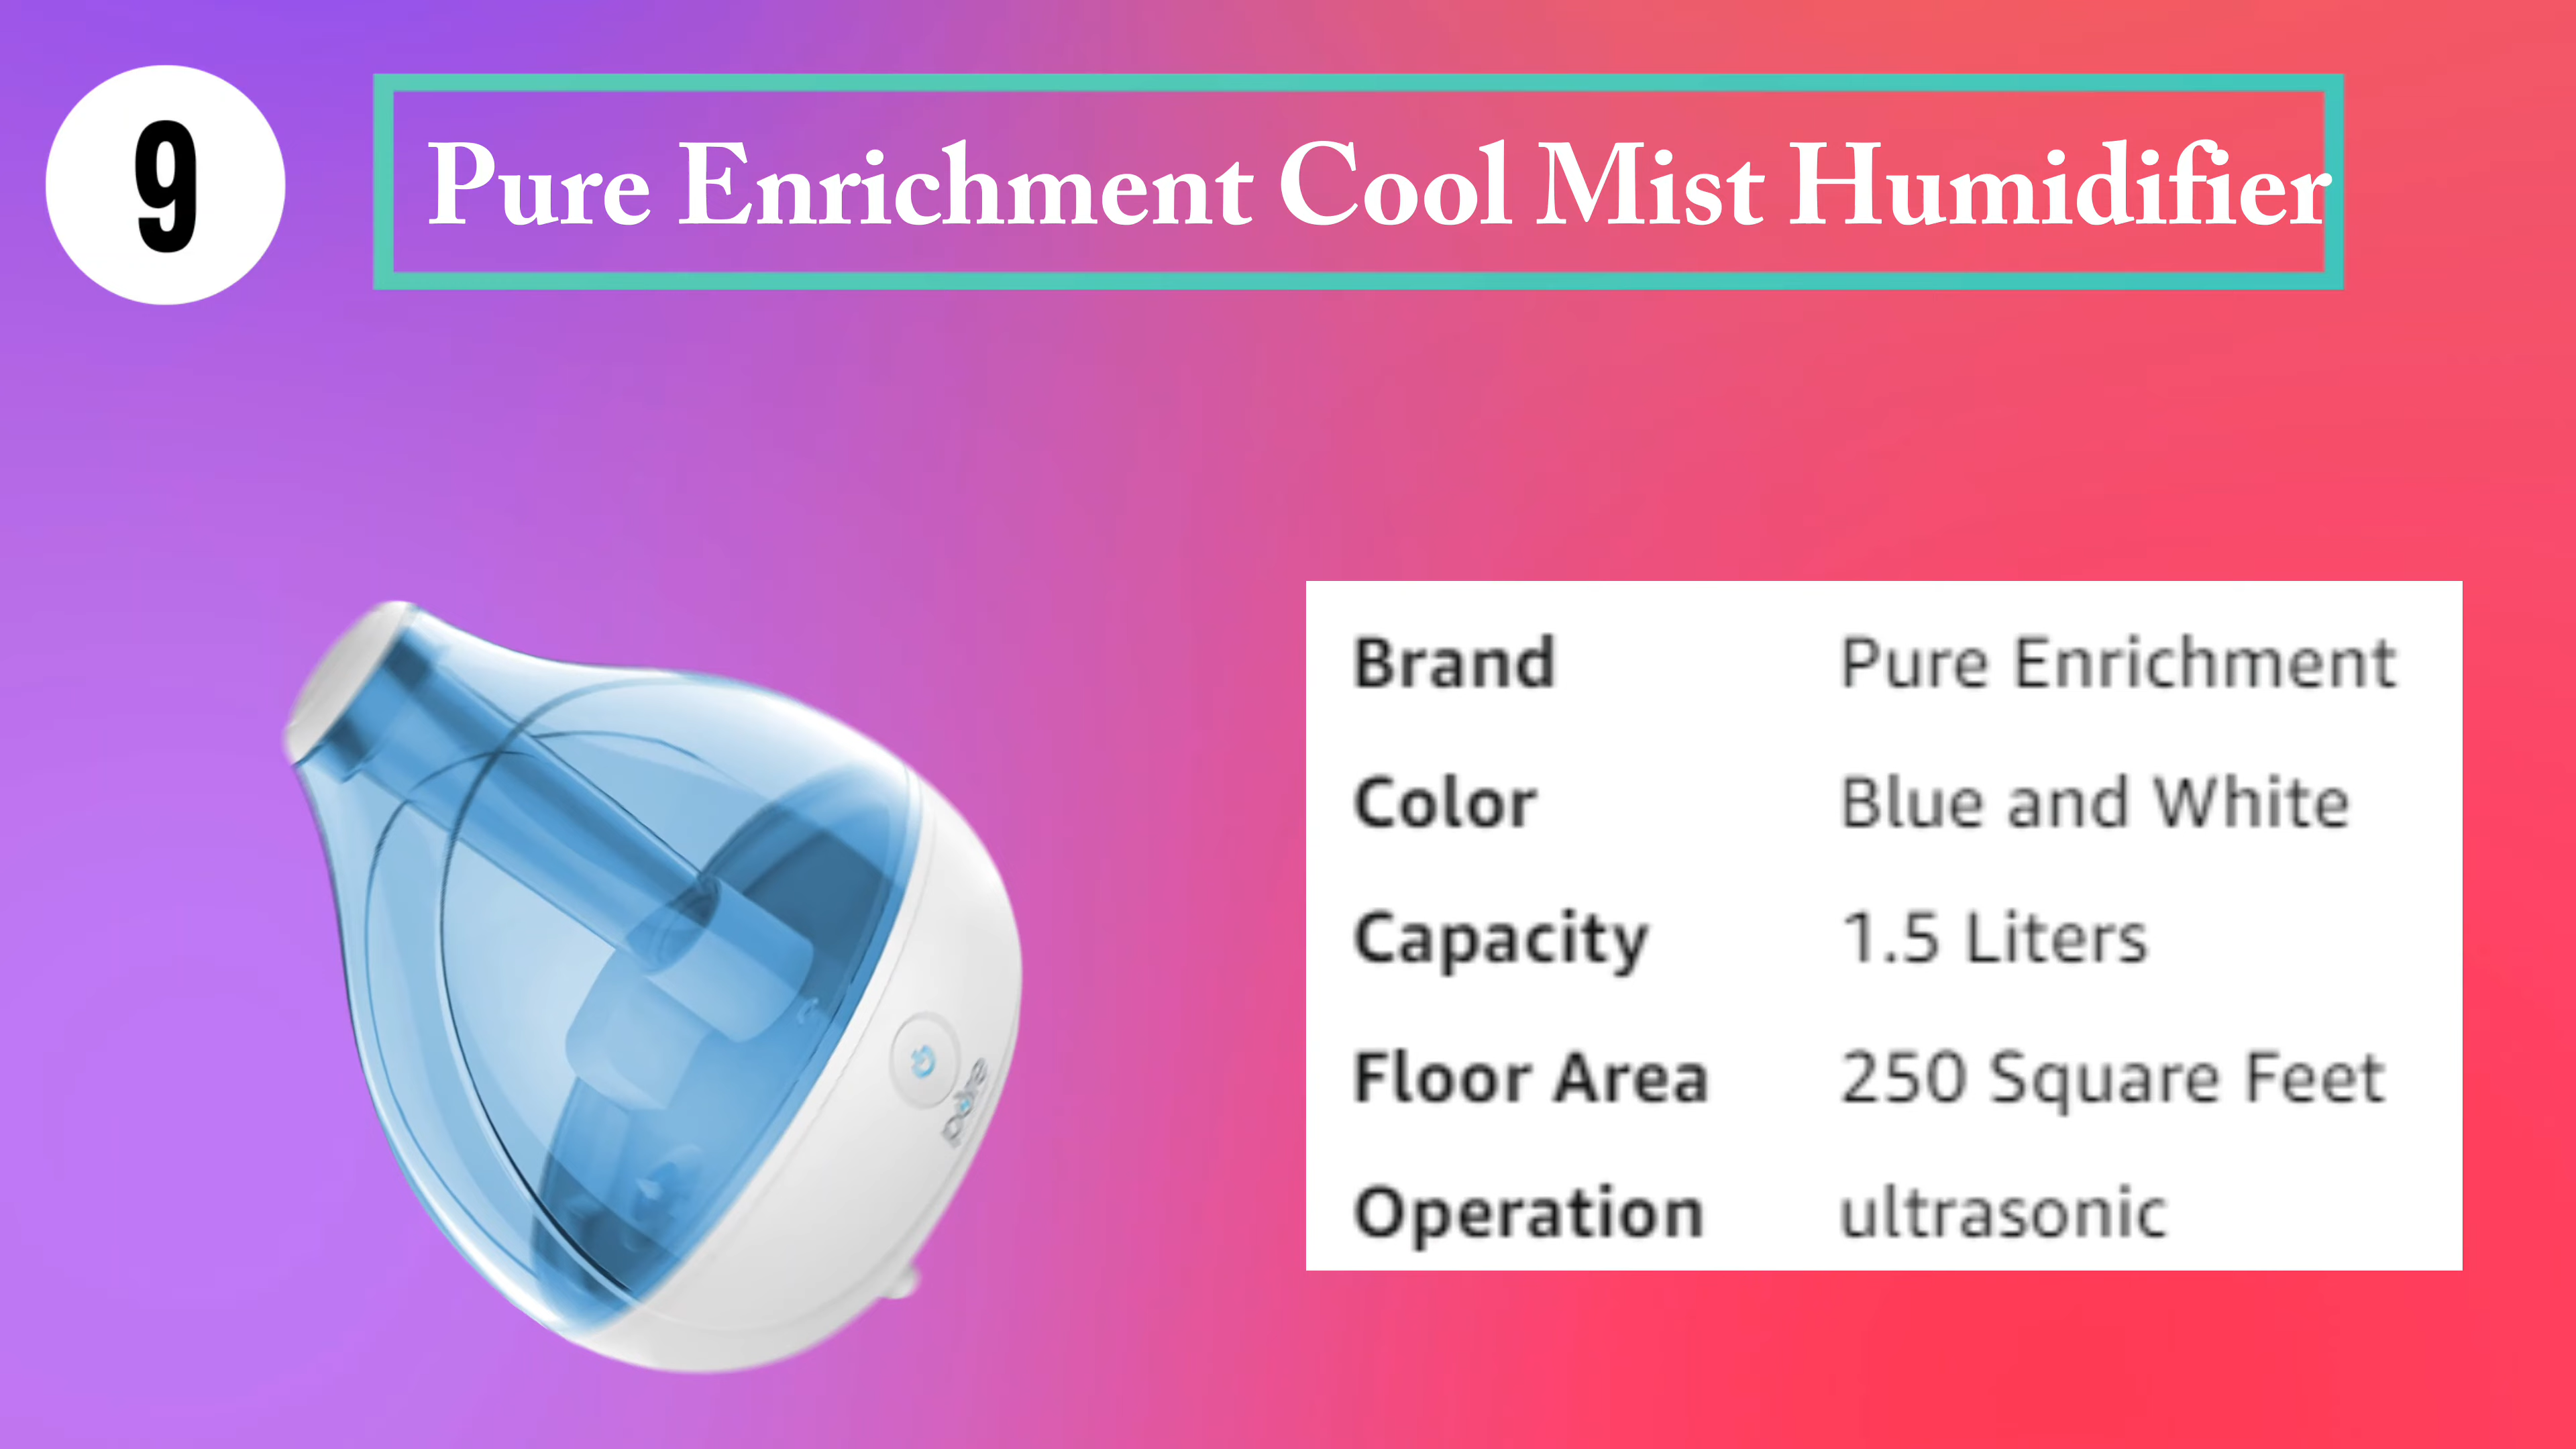 9
Pure Enrichment Cool Mist Humidifier
Brand Pure Enrichment
Color Blue and White
Capacity 1.5 Liters
Floor Area 250 Square Feet
Operation ultrasonic
pure